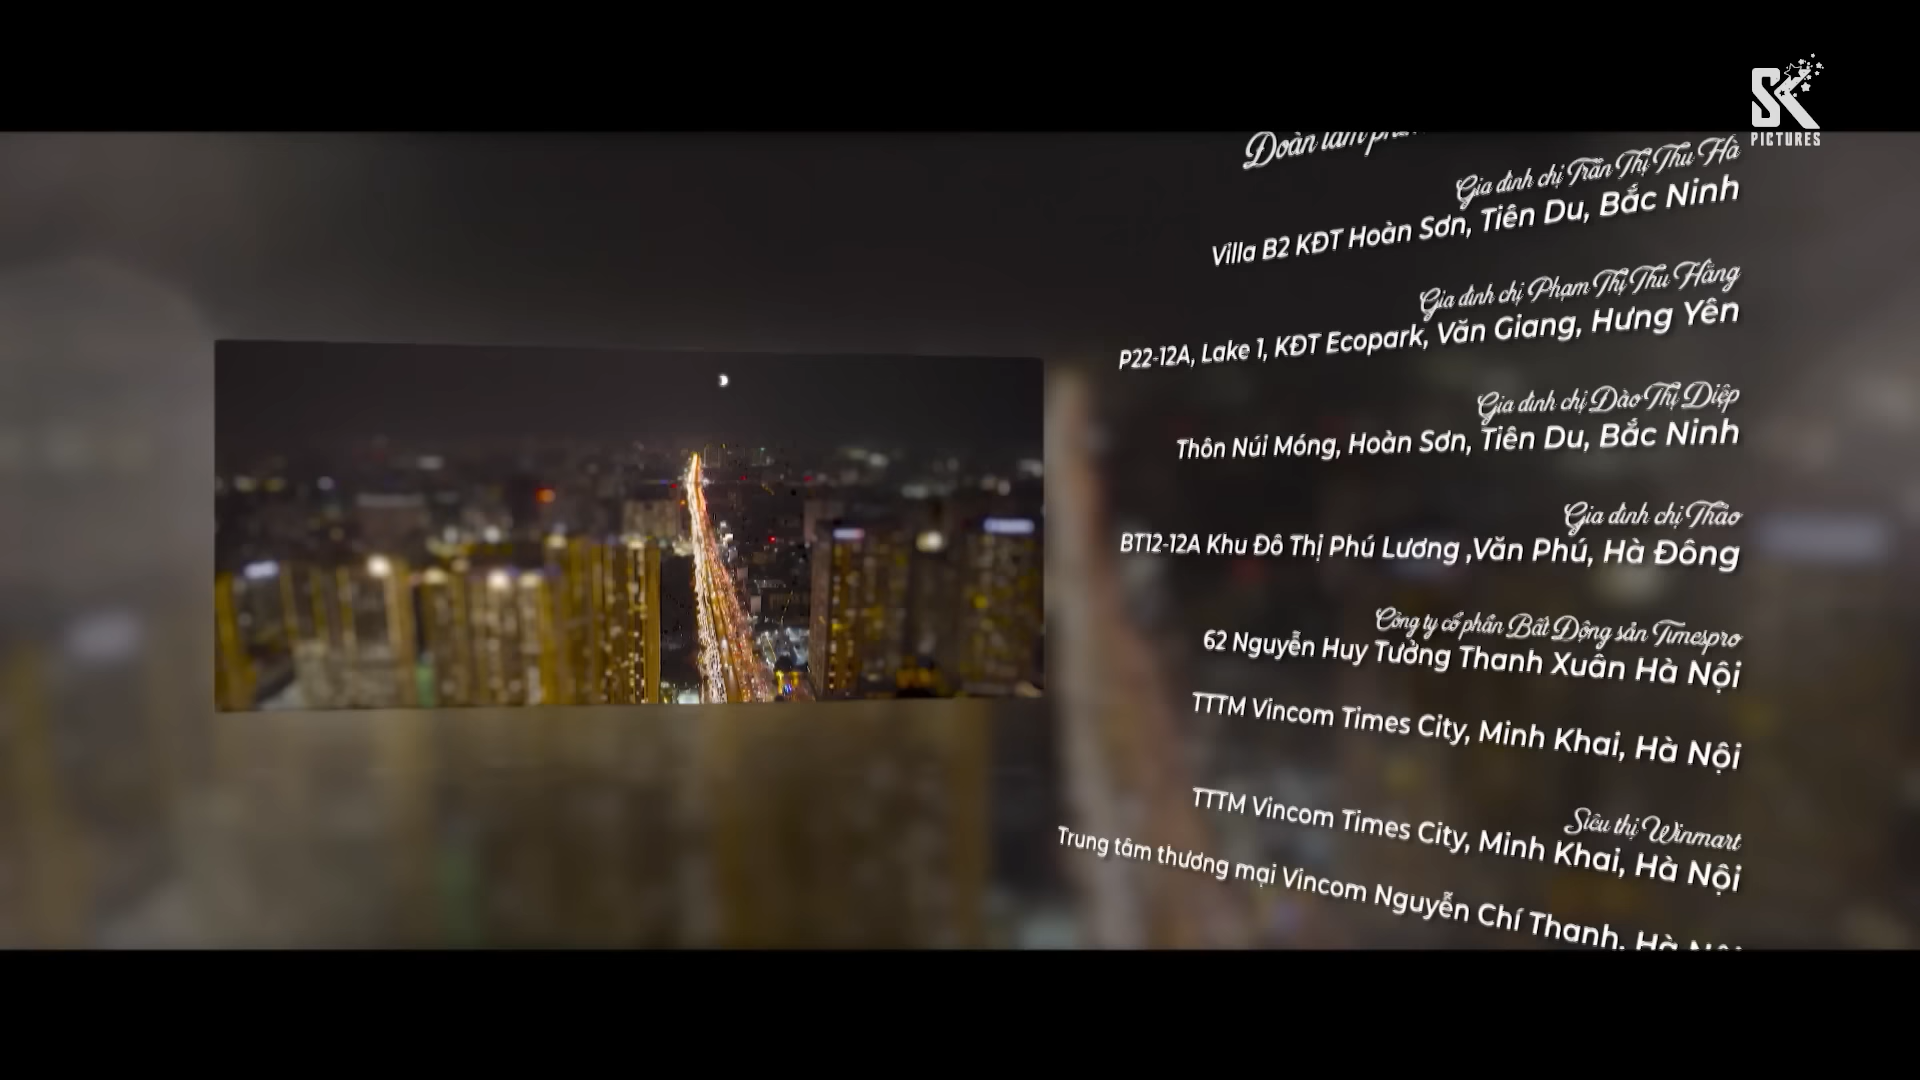 SK
PICTURES
Đoàn làm
Gia đình chị Trần Thị Thu Hà
Villa B2 KĐT Hoàn Sơn, Tiên Du, Bắc Ninh
Gia đình chị Phạm Thị Thu Hằng
P22-12A, Lake 1, KĐT Ecopark, Văn Giang, Hưng Yên
Gia đình chị Đào Thị Diệp
Thôn Núi Móng, Hoàn Sơn, Tiên Du, Bắc Ninh
Gia đình chị Thảo
BT12-12A Khu Đô Thị Phú Lương ,Văn Phú, Hà Đông
Công ty cổ phần Bất Động sản Timespro
62 Nguyễn Huy Tưởng Thanh Xuân Hà Nội
TTTM Vincom Times City, Minh Khai, Hà Nội
Siêu thị Winmart
TTTM Vincom Times City, Minh Khai, Hà Nội
Trung tâm thương mại Vincom Nguyễn Chí Thanh, Hà Nội